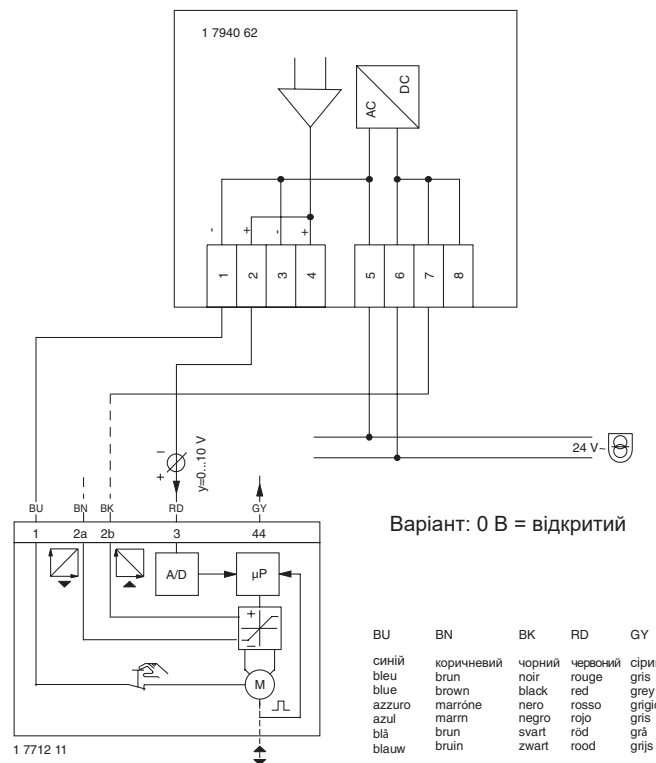 1 7940 62
AC
DC
- + - +
1 2 3 4 5 6 7 8
24 V~
+ –
y=0...10 V
BU BN BK RD GY
1 2a 2b 3 44
Варіант: 0 В = відкритий
A/D µP
+
–
M
1 7712 11
BU BN BK RD GY
синій коричневий чорний червоний
bleu brun noir rouge gris
blue brown black red grey
azzuro marróne nero rosso
azul marrn negro rojo gris
blå brun svart röd grå
blauw bruin zwart rood grijs